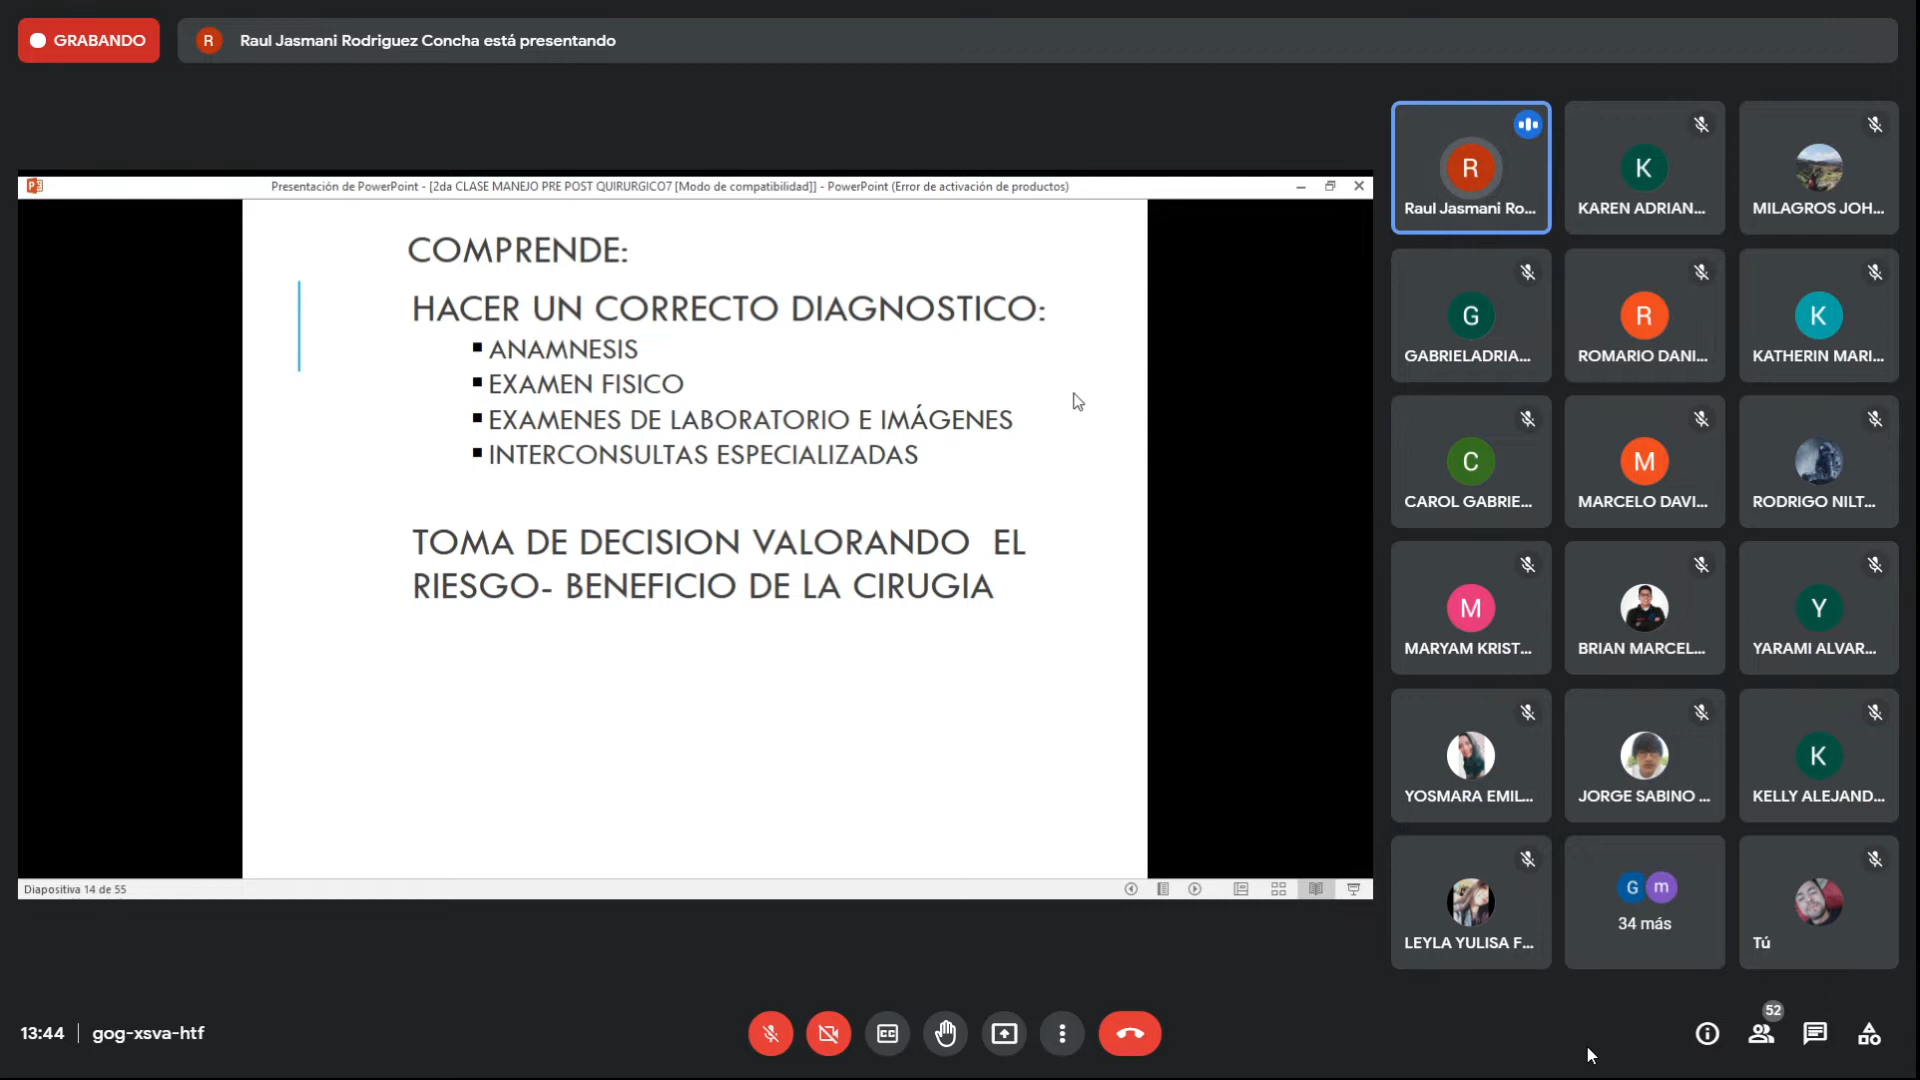 GRABANDO
R
Raul Jasmani Rodriguez Concha está presentando
Presentación de PowerPoint - [2da CLASE MANEJO PRE POST QUIRURGICO7 [Modo de compatibilidad]] - PowerPoint (Error de activación de productos)
COMPRENDE:
HACER UN CORRECTO DIAGNOSTICO:
▪ ANAMNESIS
▪ EXAMEN FISICO
▪ EXAMENES DE LABORATORIO E IMÁGENES
▪ INTERCONSULTAS ESPECIALIZADAS
TOMA DE DECISION VALORANDO EL
RIESGO- BENEFICIO DE LA CIRUGIA
Diapositiva 14 de 55
R
Raul Jasmani Ro...
K
KAREN ADRIAN...
MILAGROS JOH...
G
GABRIELADRIA...
R
ROMARIO DANI...
K
KATHERIN MARI...
C
CAROL GABRIE...
M
MARCELO DAVI...
RODRIGO NILT...
M
MARYAM KRIST...
BRIAN MARCEL...
Y
YARAMI ALVAR...
YOSMARA EMIL...
JORGE SABINO ...
K
KELLY ALEJAND...
LEYLA YULISA F...
G m
34 más
Tú
13:44 | gog-xsva-htf
52